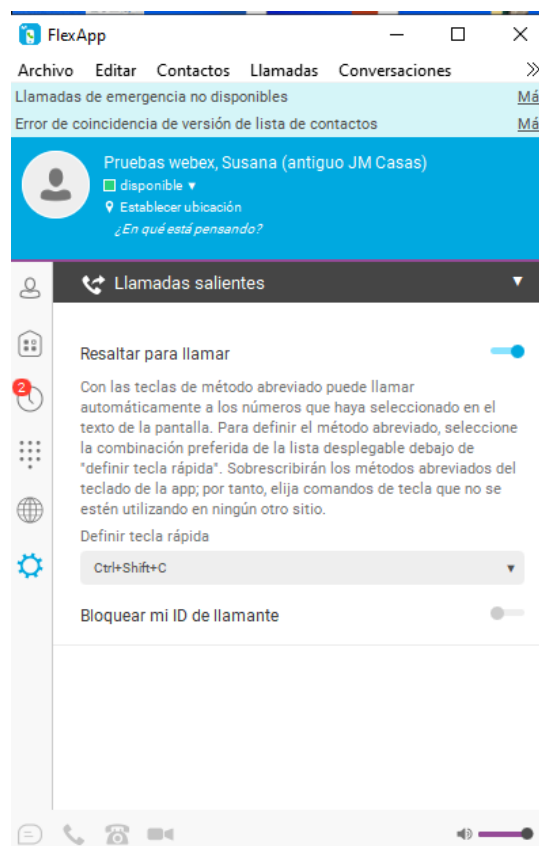 FlexApp
Archivo Editar Contactos Llamadas Conversaciones
Llamadas de emergencia no disponibles Má
Error de coincidencia de versión de lista de contactos Má
Pruebas webex, Susana (antiguo JM Casas)
disponible
Establecer ubicación
¿En qué está pensando?
Llamadas salientes
Resaltar para llamar
2
Con las teclas de método abreviado puede llamar
automáticamente a los números que haya seleccionado en el
texto de la pantalla. Para definir el método abreviado, seleccione
la combinación preferida de la lista desplegable debajo de
"definir tecla rápida". Sobrescribirán los métodos abreviados del
teclado de la app; por tanto, elija comandos de tecla que no se
estén utilizando en ningún otro sitio.
Definir tecla rápida
Ctrl+Shift+C
Bloquear mi ID de llamante